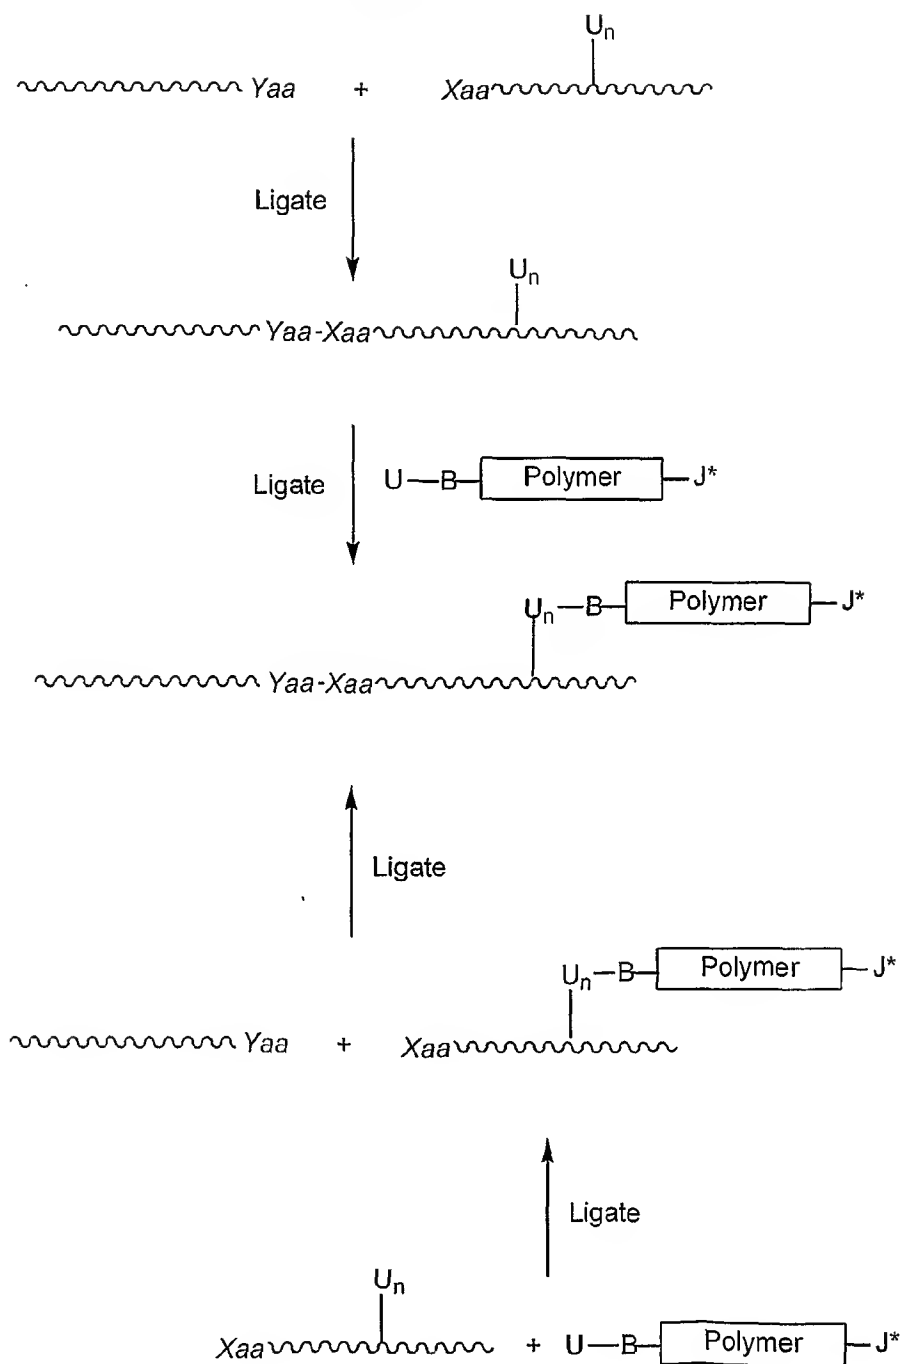 Uₙ
Yaa + Xaa
Ligate
Uₙ
Yaa-Xaa
Ligate U—B—Polymer—J*
Uₙ—B—Polymer—J*
Yaa-Xaa
Ligate
Uₙ—B—Polymer—J*
Yaa + Xaa
Ligate
Uₙ
Xaa + U—B—Polymer—J*